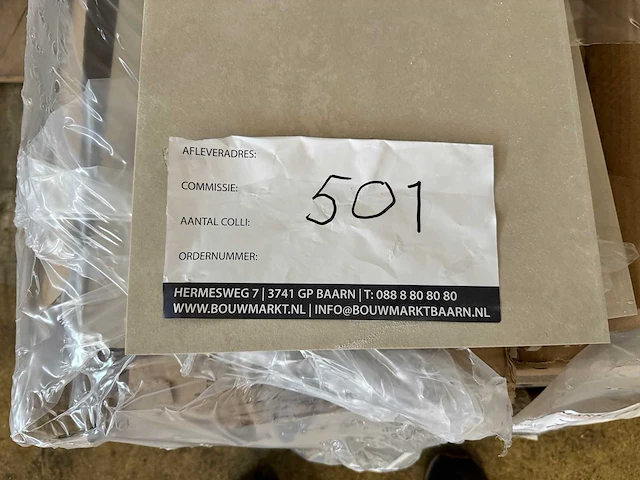 AFLEVERADRES:
COMMISSIE:
501
AANTAL COLLI:
ORDERNUMMER:
HERMESWEG 7 | 3741 GP BAARN | T: 088 8 80 80 80
WWW.BOUWMARKT.NL | INFO@BOUWMARKTBAARN.NL